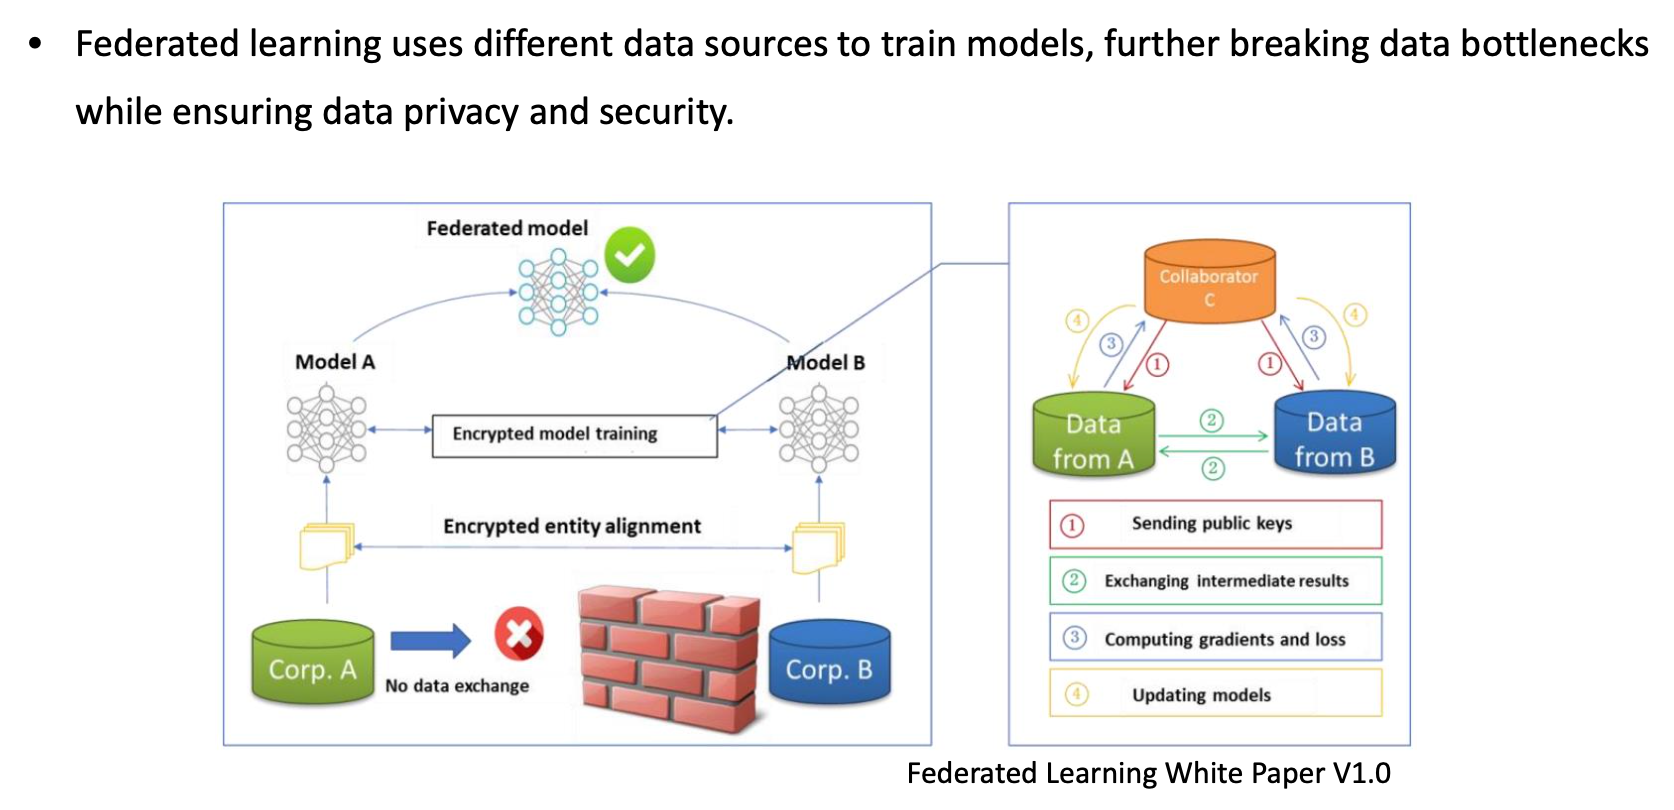 • Federated learning uses different data sources to train models, further breaking data bottlenecks
while ensuring data privacy and security.
Federated model
Model A
Model B
Encrypted model training
Encrypted entity alignment
Corp. A
No data exchange
Corp. B
Collaborator
C
④
④
③
③
①
①
Data
from A
②
②
Data
from B
① Sending public keys
② Exchanging intermediate results
③ Computing gradients and loss
④ Updating models
Federated Learning White Paper V1.0